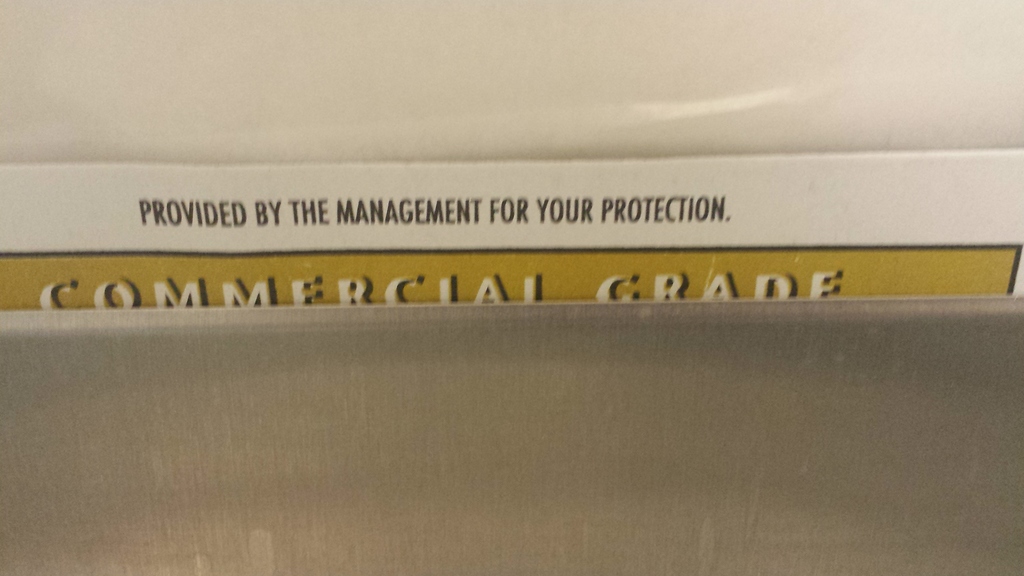 PROVIDED BY THE MANAGEMENT FOR YOUR PROTECTION.
COMMERCIAL GRADE